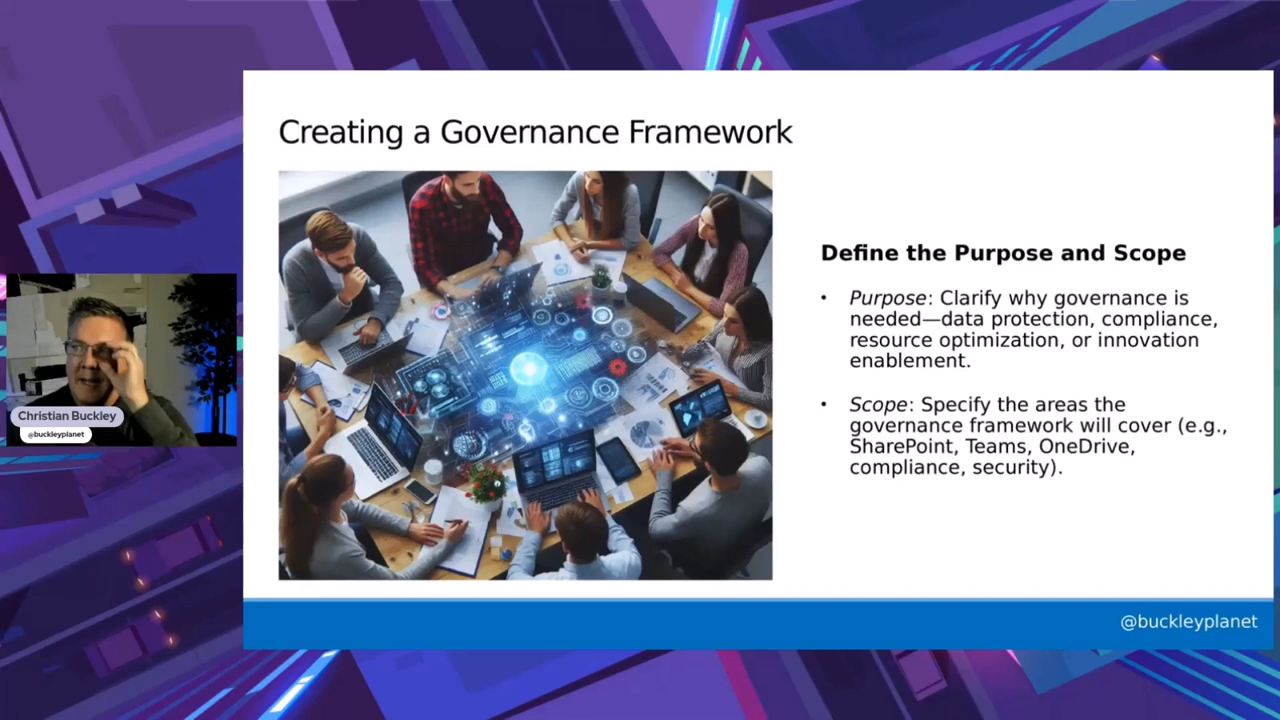 Creating a Governance Framework
Define the Purpose and Scope
• Purpose: Clarify why governance is
needed—data protection, compliance,
resource optimization, or innovation
enablement.
• Scope: Specify the areas the
governance framework will cover (e.g.,
SharePoint, Teams, OneDrive,
compliance, security).
Christian Buckley
@buckleyplanet
@buckleyplanet